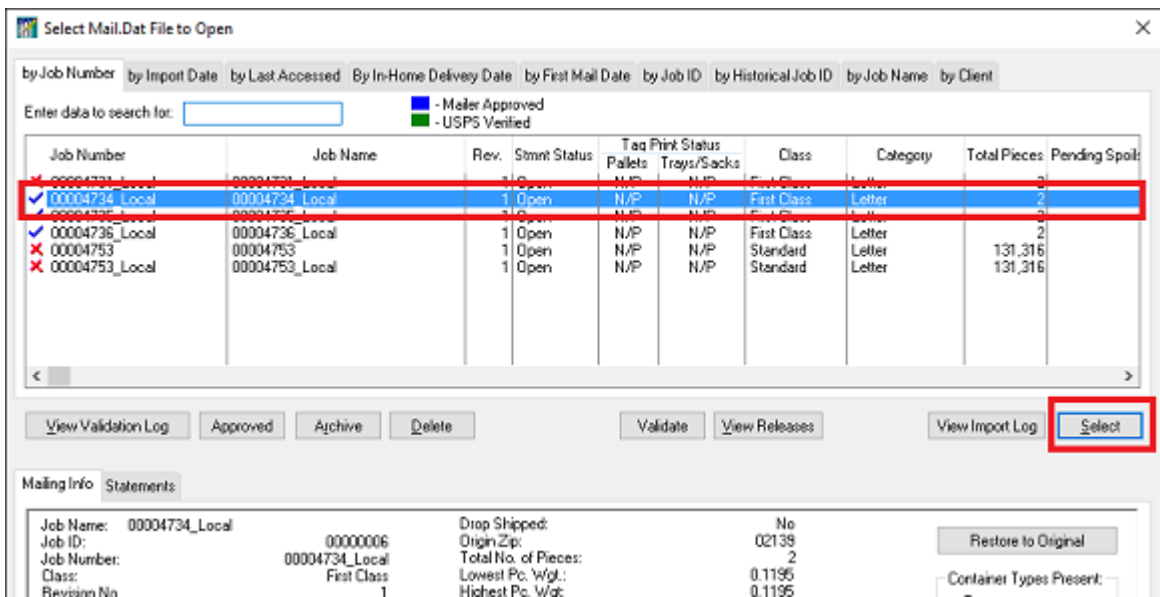 Select Mail.Dat File to Open
by Job Number by Import Date by Last Accessed By In-Home Delivery Date by First Mail Date by Job ID by Historical Job ID by Job Name by Client
Enter data to search for: - Mailer Approved
- USPS Verified
Tag Print Status
Job Number Job Name Rev. Stmnt Status Pallets Trays/Sacks Class Category Total Pieces Pending Spoils
00004734_Local 00004734_Local 1 Open N/P N/P First Class Letter 2
00004736_Local 00004736_Local 1 Open N/P N/P First Class Letter 2
00004753 00004753 1 Open N/P N/P Standard Letter 131,316
00004753_Local 00004753_Local 1 Open N/P N/P Standard Letter 131,316
View Validation Log Approved Archive Delete Validate View Releases View Import Log Select
Mailing Info Statements
Job Name: 00004734_Local Drop Shipped: No
Job ID: 00000006 Origin Zip: 02139 Restore to Original
Job Number: 00004734_Local Total No. of Pieces: 2
Class: First Class Lowest Pc. Wgt.: 0.1195 Container Types Present:
Revision No 1 Highest Pc. Wgt: 0.1195